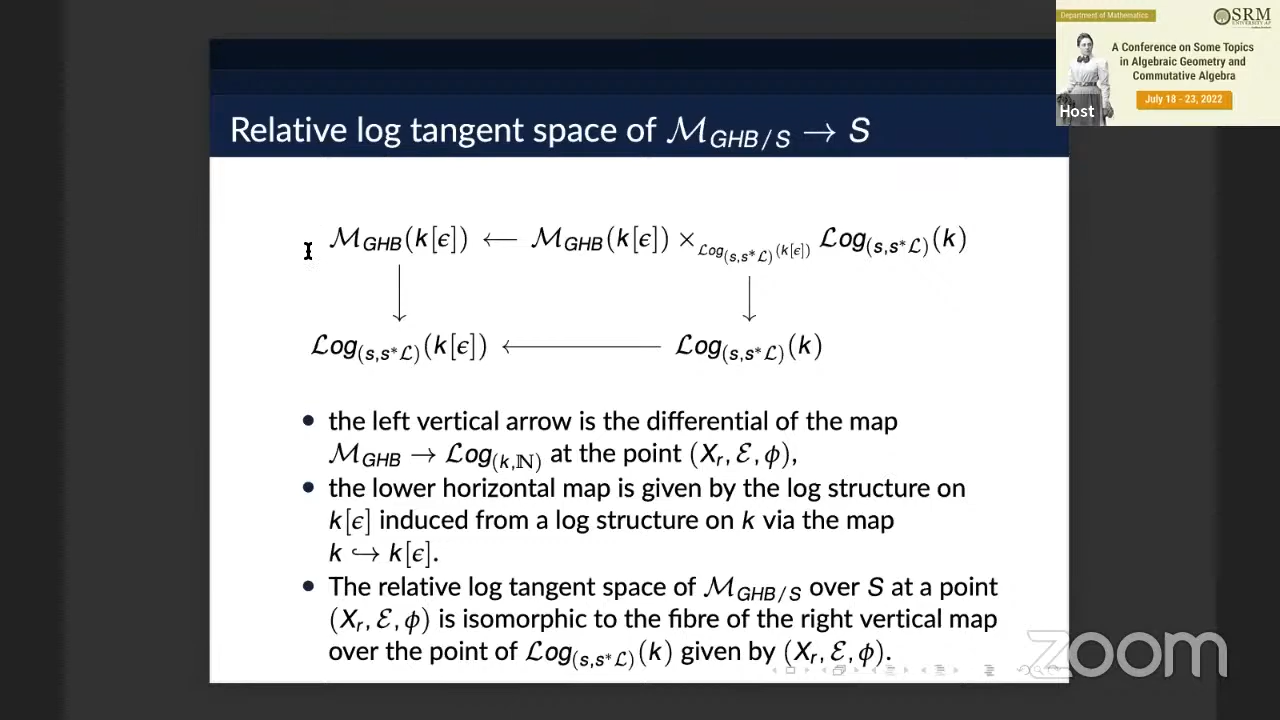 Department of Mathematics
SRM
UNIVERSITY AP
A Conference on Some Topics
in Algebraic Geometry and
Commutative Algebra
July 18 - 23, 2022
Host
Relative log tangent space of ℳ_{GHB/S} → S
ℳ_{GHB}(k[ϵ]) ⟵ ℳ_{GHB}(k[ϵ]) ×_{ℒog_{(s,s*ℒ)}(k[ϵ])} ℒog_{(s,s*ℒ)}(k)
ℒog_{(s,s*ℒ)}(k[ϵ]) ⟵ ℒog_{(s,s*ℒ)}(k)
• the left vertical arrow is the differential of the map
ℳ_{GHB} → ℒog_{(k,ℕ)} at the point (X_r, ℰ, ϕ),
• the lower horizontal map is given by the log structure on
k[ϵ] induced from a log structure on k via the map
k ↪ k[ϵ].
• The relative log tangent space of ℳ_{GHB/S} over S at a point
(X_r, ℰ, ϕ) is isomorphic to the fibre of the right vertical map
over the point of ℒog_{(s,s*ℒ)}(k) given by (X_r, ℰ, ϕ).
zoom